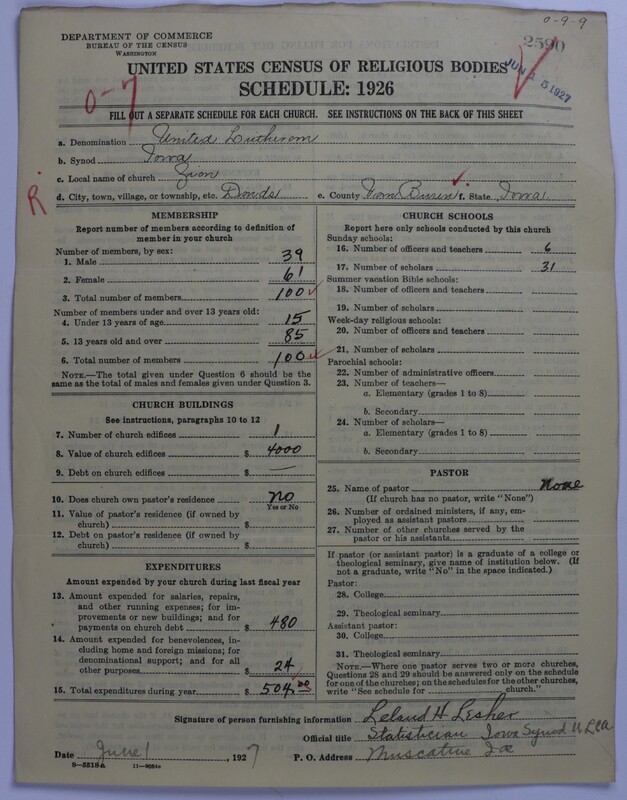 0-9-9
DEPARTMENT OF COMMERCE
BUREAU OF THE CENSUS
WASHINGTON
2590
JUN 15 1927
UNITED STATES CENSUS OF RELIGIOUS BODIES
SCHEDULE: 1926
0-7
FILL OUT A SEPARATE SCHEDULE FOR EACH CHURCH. SEE INSTRUCTIONS ON THE BACK OF THIS SHEET
a. Denomination United Lutheran
b. Synod Iowa
c. Local name of church Zion
R.
d. City, town, village, or township, etc. Douds e. County Van Buren f. State Iowa
MEMBERSHIP
Report number of members according to definition of
member in your church
Number of members, by sex:
1. Male 39
2. Female 61
3. Total number of members 100
Number of members under and over 13 years old:
4. Under 13 years of age 15
5. 13 years old and over 85
6. Total number of members 100
NOTE.—The total given under Question 6 should be the
same as the total of males and females given under Question 3.
CHURCH BUILDINGS
See instructions, paragraphs 10 to 12
7. Number of church edifices 1
8. Value of church edifices $ 4000
9. Debt on church edifices $ —
10. Does church own pastor's residence no
Yes or No
11. Value of pastor's residence (if owned by
church) $
12. Debt on pastor's residence (if owned by
church) $
EXPENDITURES
Amount expended by your church during last fiscal year
13. Amount expended for salaries, repairs,
and other running expenses; for im-
provements or new buildings; and for
payments on church debt $ 480
14. Amount expended for benevolences, in-
cluding home and foreign missions; for
denominational support; and for all
other purposes $ 24
15. Total expenditures during year $ 504.00
CHURCH SCHOOLS
Report here only schools conducted by this church
Sunday schools:
16. Number of officers and teachers 6
17. Number of scholars 31
Summer vacation Bible schools:
18. Number of officers and teachers
19. Number of scholars
Week-day religious schools:
20. Number of officers and teachers
21. Number of scholars
Parochial schools:
22. Number of administrative officers
23. Number of teachers—
a. Elementary (grades 1 to 8)
b. Secondary
24. Number of scholars—
a. Elementary (grades 1 to 8)
b. Secondary
PASTOR
25. Name of pastor None
(If church has no pastor, write "None")
26. Number of ordained ministers, if any, em-
ployed as assistant pastors
27. Number of other churches served by the
pastor or his assistants
If pastor (or assistant pastor) is a graduate of a college or
theological seminary, give name of institution below. (If
not a graduate, write "No" in the space indicated.)
Pastor:
28. College
29. Theological seminary
Assistant pastor:
30. College
31. Theological seminary
NOTE.—Where one pastor serves two or more churches,
Questions 28 and 29 should be answered only on the schedule
for one of the churches; on the schedules for the other churches,
write "See schedule for church."
Signature of person furnishing information Leland H Lesher
Official title Statistician Iowa Synod ULCA
Date June 1, 1927 P. O. Address Muscatine Ia
8-5518a 11-9054a